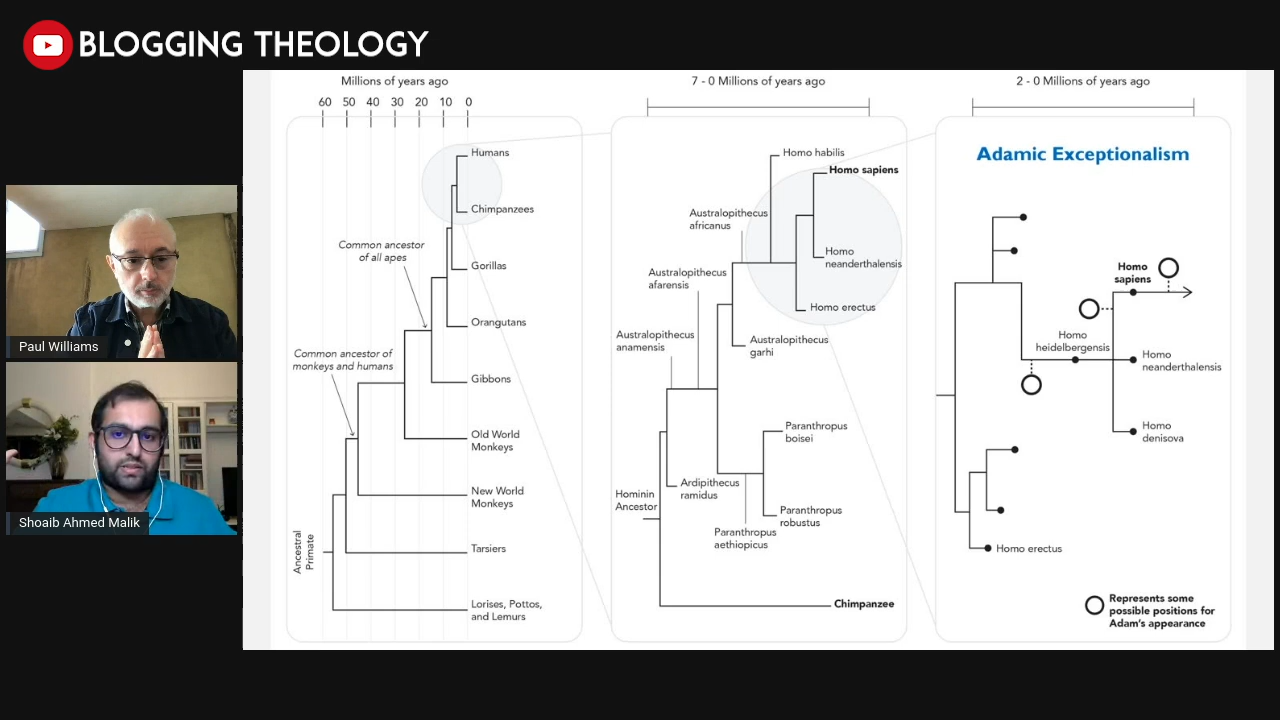 BLOGGING THEOLOGY
Paul Williams
Shoaib Ahmed Malik
Millions of years ago
60 50 40 30 20 10 0
Humans
Chimpanzees
Common ancestor
of all apes
Gorillas
Orangutans
Common ancestor of
monkeys and humans
Gibbons
Old World
Monkeys
New World
Monkeys
Ancestral
Primate
Tarsiers
Lorises, Pottos,
and Lemurs
7 - 0 Millions of years ago
Homo habilis
Homo sapiens
Australopithecus
africanus
Homo
neanderthalensis
Australopithecus
afarensis
Homo erectus
Australopithecus
anamensis
Australopithecus
garhi
Paranthropus
boisei
Ardipithecus
ramidus
Hominin
Ancestor
Paranthropus
robustus
Paranthropus
aethiopicus
Chimpanzee
2 - 0 Millions of years ago
Adamic Exceptionalism
Homo
sapiens
Homo
heidelbergensis
Homo
neanderthalensis
Homo
denisova
Homo erectus
Represents some
possible positions for
Adam's appearance